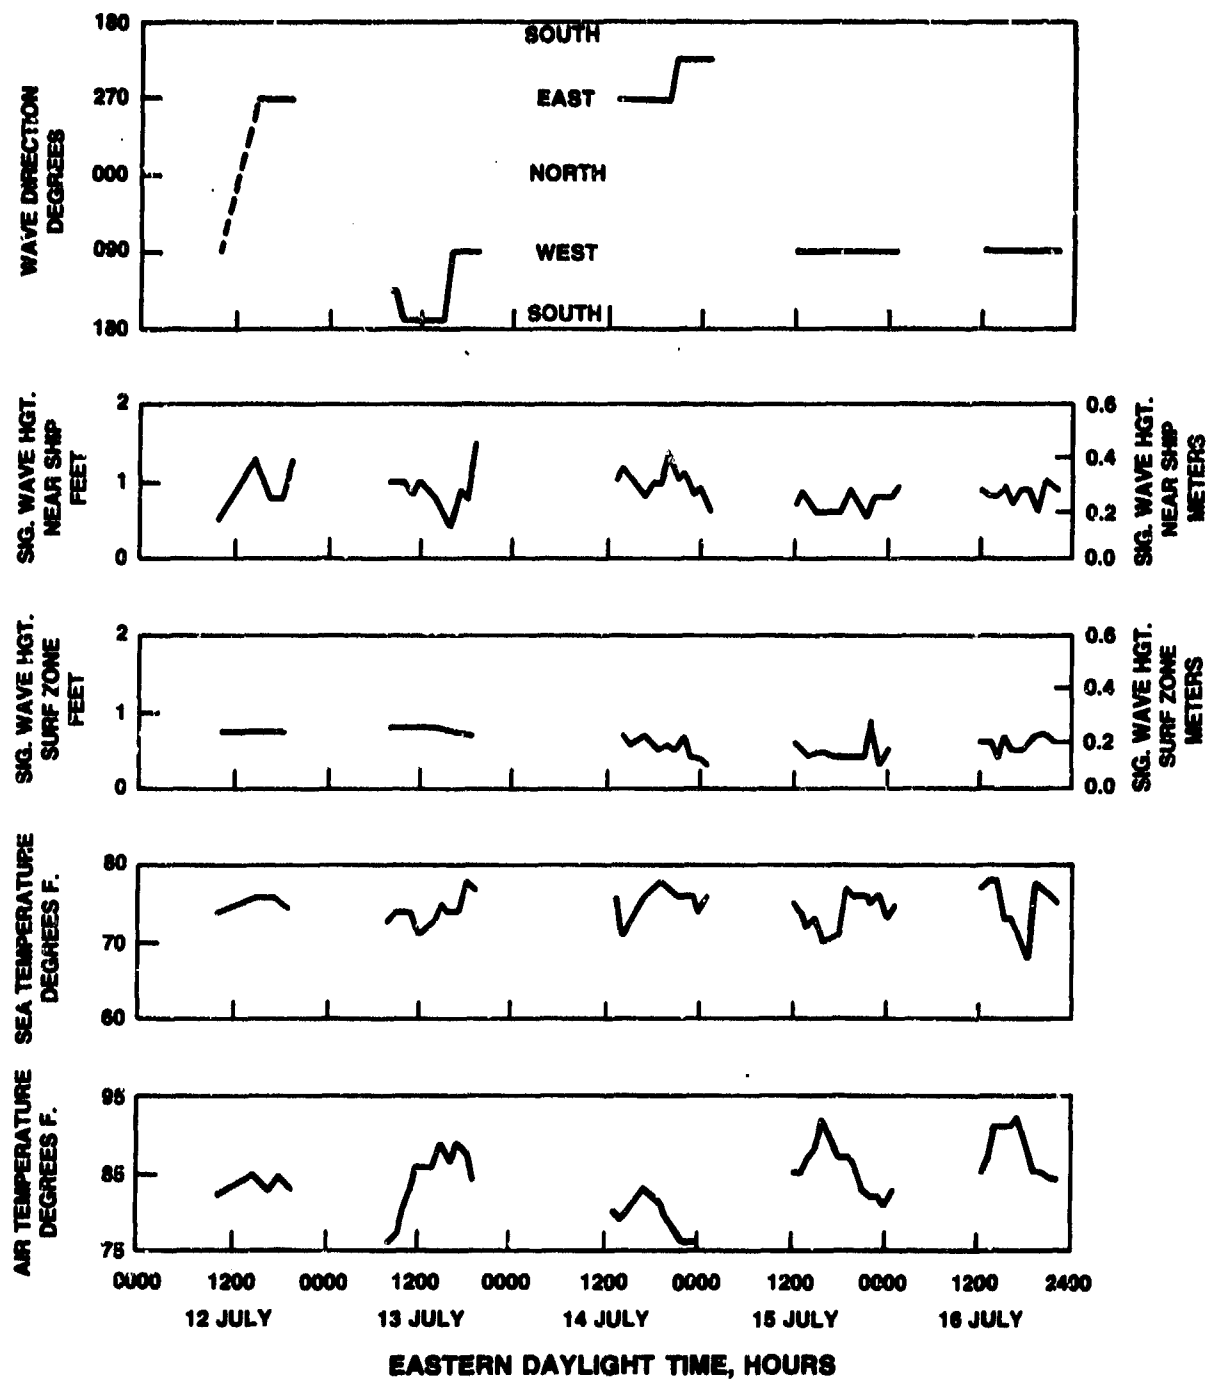 WAVE DIRECTION
DEGREES
180
270
000
090
180
SOUTH
EAST
NORTH
WEST
SOUTH
SIG. WAVE HGT.
NEAR SHIP
FEET
2
1
0
0.6
0.4
0.2
0.0
SIG. WAVE HGT.
NEAR SHIP
METERS
SIG. WAVE HGT.
SURF ZONE
FEET
2
1
0
0.6
0.4
0.2
0.0
SIG. WAVE HGT.
SURF ZONE
METERS
SEA TEMPERATURE
DEGREES F.
80
70
60
AIR TEMPERATURE
DEGREES F.
95
85
75
0000 1200 0000 1200 0000 1200 0000 1200 0000 1200 2400
12 JULY 13 JULY 14 JULY 15 JULY 16 JULY
EASTERN DAYLIGHT TIME, HOURS